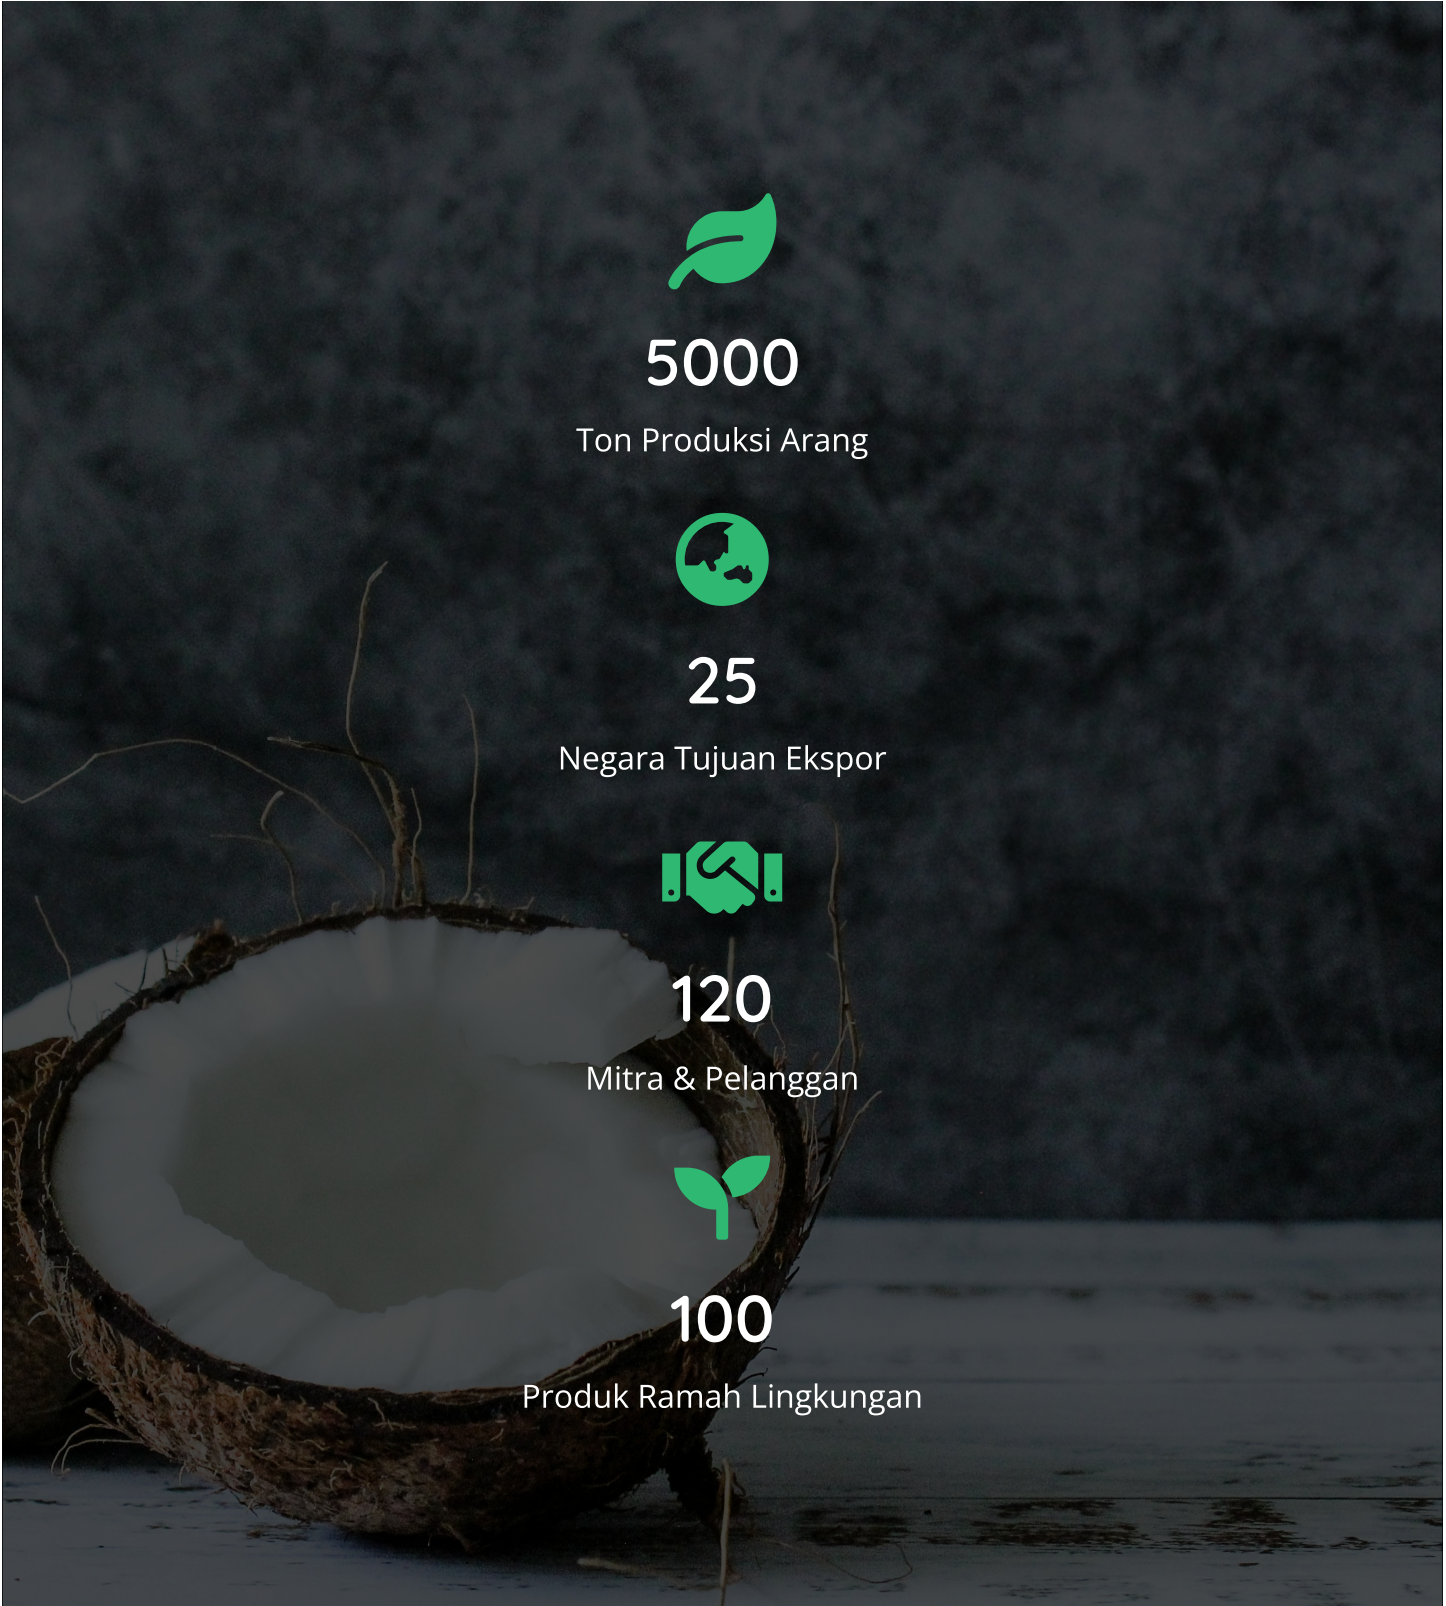 5000
Ton Produksi Arang
25
Negara Tujuan Ekspor
120
Mitra & Pelanggan
100
Produk Ramah Lingkungan